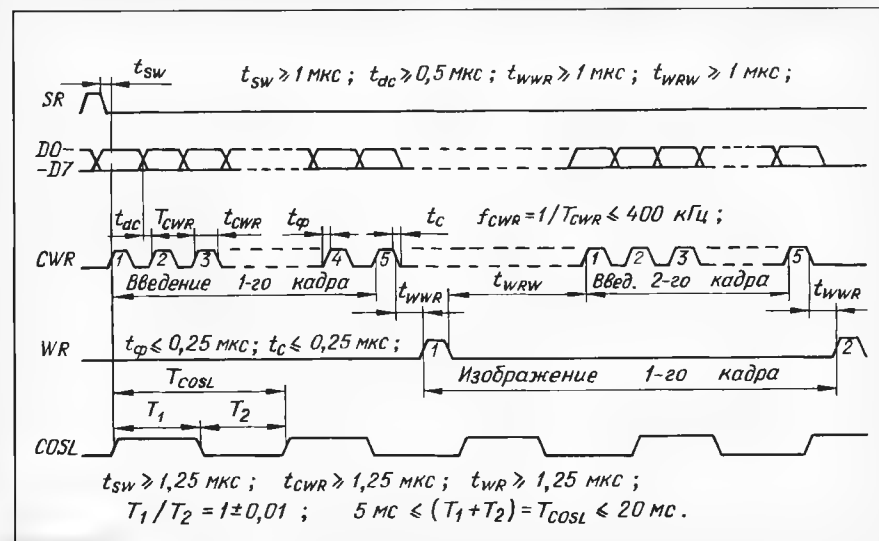 t_SW
t_SW ⩾ 1 мкс ; t_dc ⩾ 0,5 мкс ; t_WWR ⩾ 1 мкс ; t_WRW ⩾ 1 мкс ;
SR
D0-
-D7
t_dc T_CWR t_CWR t_ф t_c f_CWR = 1/T_CWR ⩽ 400 кГц ;
CWR 1 2 3 4 5 1 2 3 5
Введение 1-го кадра t_WWR t_WRW Введ. 2-го кадра t_WWR
WR t_ф ⩽ 0,25 мкс ; t_c ⩽ 0,25 мкс ; 1 2
T_COSL Изображение 1-го кадра
T_1 T_2
COSL
t_SW ⩾ 1,25 мкс ; t_CWR ⩾ 1,25 мкс ; t_WR ⩾ 1,25 мкс ;
T_1/T_2 = 1±0,01 ; 5 мс ⩽ (T_1+T_2) = T_COSL ⩽ 20 мс .